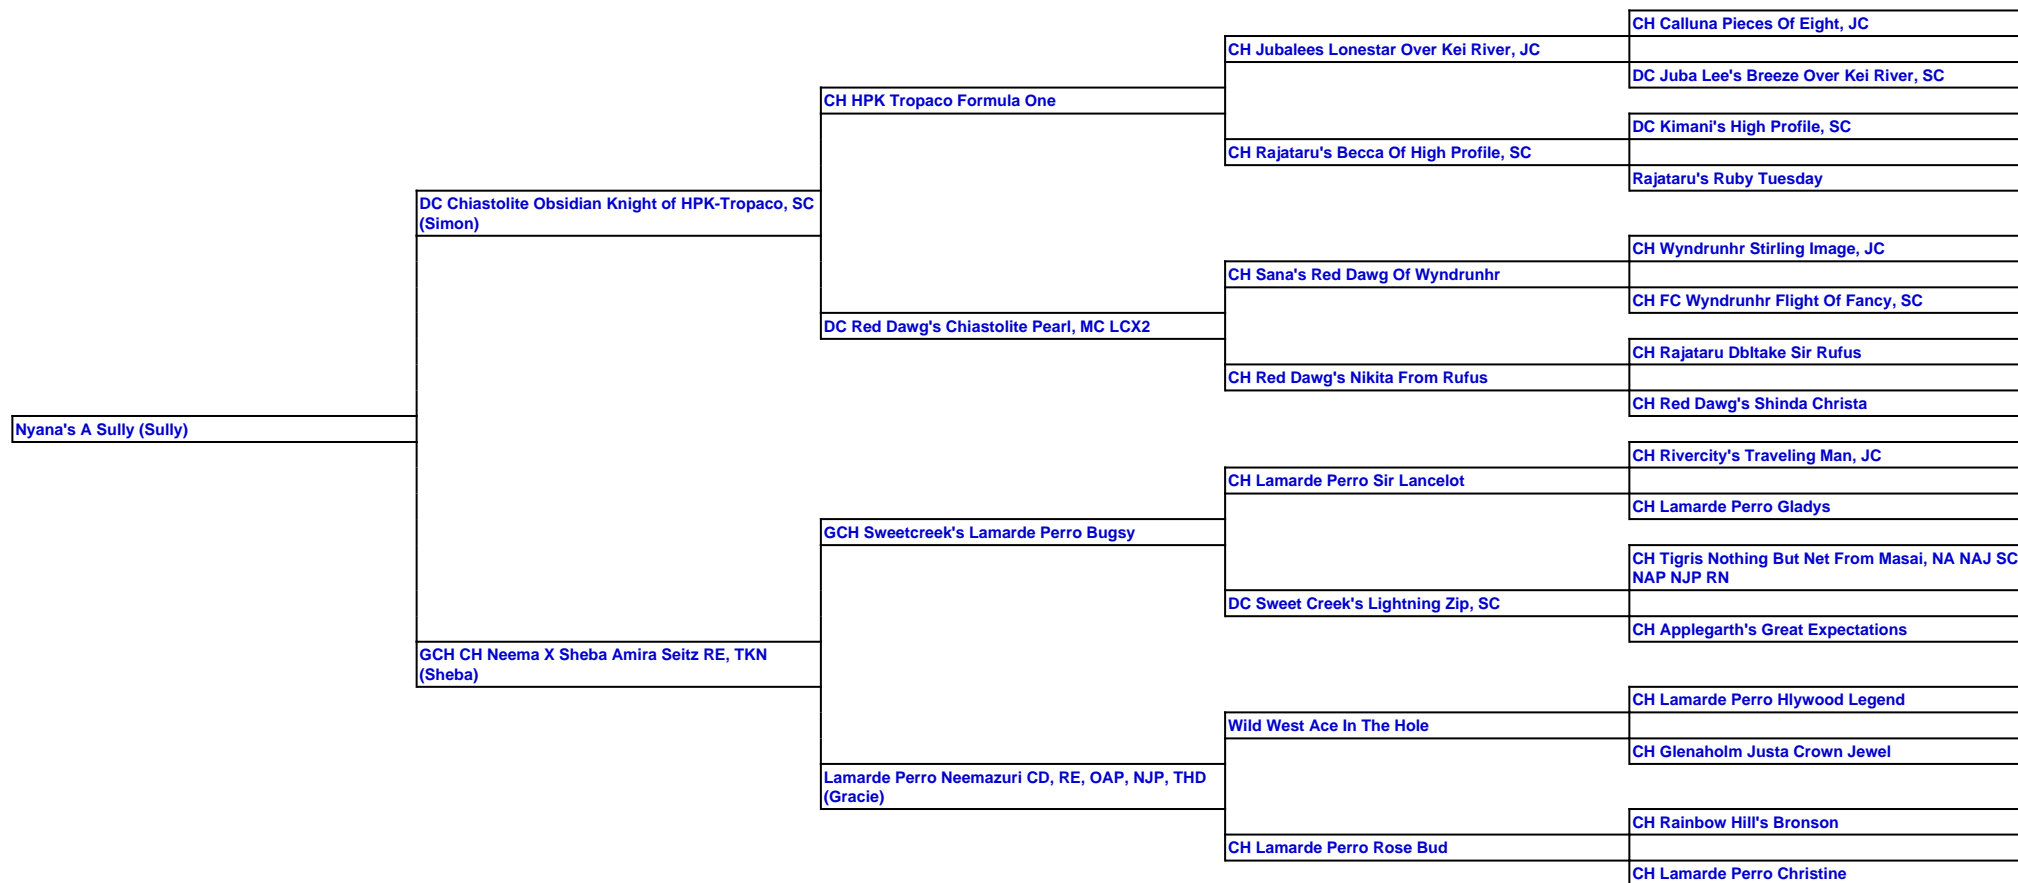 CH Calluna Pieces Of Eight, JC
CH Jubalees Lonestar Over Kei River, JC
DC Juba Lee's Breeze Over Kei River, SC
CH HPK Tropaco Formula One
DC Kimani's High Profile, SC
CH Rajataru's Becca Of High Profile, SC
Rajataru's Ruby Tuesday
DC Chiastolite Obsidian Knight of HPK-Tropaco, SC
(Simon)
CH Wyndrunhr Stirling Image, JC
CH Sana's Red Dawg Of Wyndrunhr
CH FC Wyndrunhr Flight Of Fancy, SC
DC Red Dawg's Chiastolite Pearl, MC LCX2
CH Rajataru Dbltake Sir Rufus
CH Red Dawg's Nikita From Rufus
CH Red Dawg's Shinda Christa
Nyana's A Sully (Sully)
CH Rivercity's Traveling Man, JC
CH Lamarde Perro Sir Lancelot
CH Lamarde Perro Gladys
GCH Sweetcreek's Lamarde Perro Bugsy
CH Tigris Nothing But Net From Masai, NA NAJ SC
NAP NJP RN
DC Sweet Creek's Lightning Zip, SC
CH Applegarth's Great Expectations
GCH CH Neema X Sheba Amira Seitz RE, TKN
(Sheba)
CH Lamarde Perro Hlywood Legend
Wild West Ace In The Hole
CH Glenaholm Justa Crown Jewel
Lamarde Perro Neemazuri CD, RE, OAP, NJP, THD
(Gracie)
CH Rainbow Hill's Bronson
CH Lamarde Perro Rose Bud
CH Lamarde Perro Christine